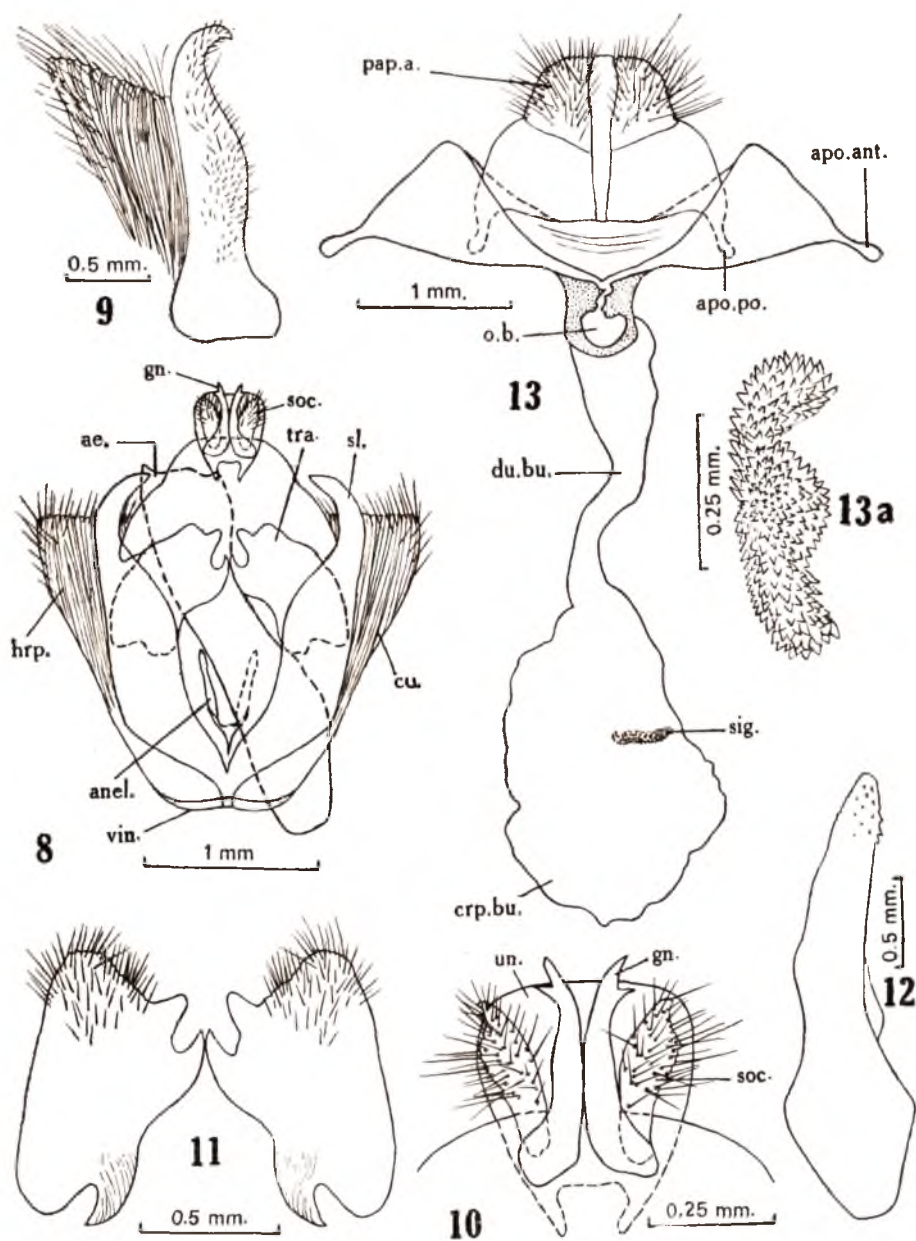 pap.a.
apo.ant.
0.5 mm.
9
1 mm.
apo.po.
o.b.
13
gn.
soc.
ae.
tra.
sl.
du.bu.
0.25 mm.
13a
hrp.
cu.
sig.
anel.
vin.
8
1 mm
crp.bu.
un.
gn.
0.5 mm.
12
soc.
11
0.5 mm.
10
0.25 mm.